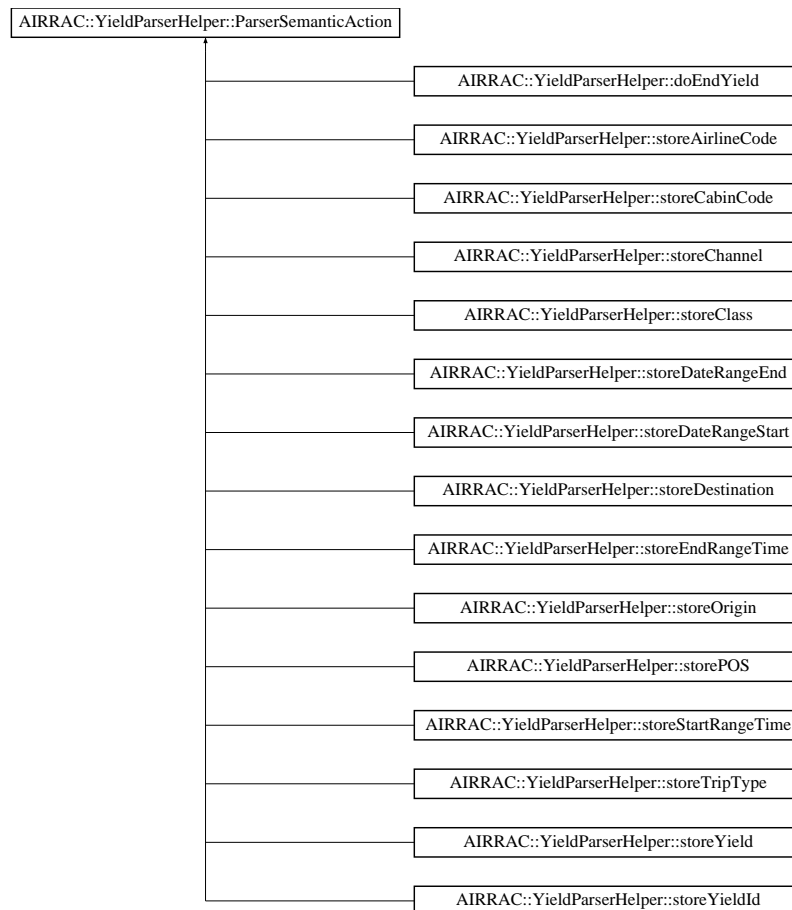 AIRRAC::YieldParserHelper::ParserSemanticAction
AIRRAC::YieldParserHelper::doEndYield
AIRRAC::YieldParserHelper::storeAirlineCode
AIRRAC::YieldParserHelper::storeCabinCode
AIRRAC::YieldParserHelper::storeChannel
AIRRAC::YieldParserHelper::storeClass
AIRRAC::YieldParserHelper::storeDateRangeEnd
AIRRAC::YieldParserHelper::storeDateRangeStart
AIRRAC::YieldParserHelper::storeDestination
AIRRAC::YieldParserHelper::storeEndRangeTime
AIRRAC::YieldParserHelper::storeOrigin
AIRRAC::YieldParserHelper::storePOS
AIRRAC::YieldParserHelper::storeStartRangeTime
AIRRAC::YieldParserHelper::storeTripType
AIRRAC::YieldParserHelper::storeYield
AIRRAC::YieldParserHelper::storeYieldId